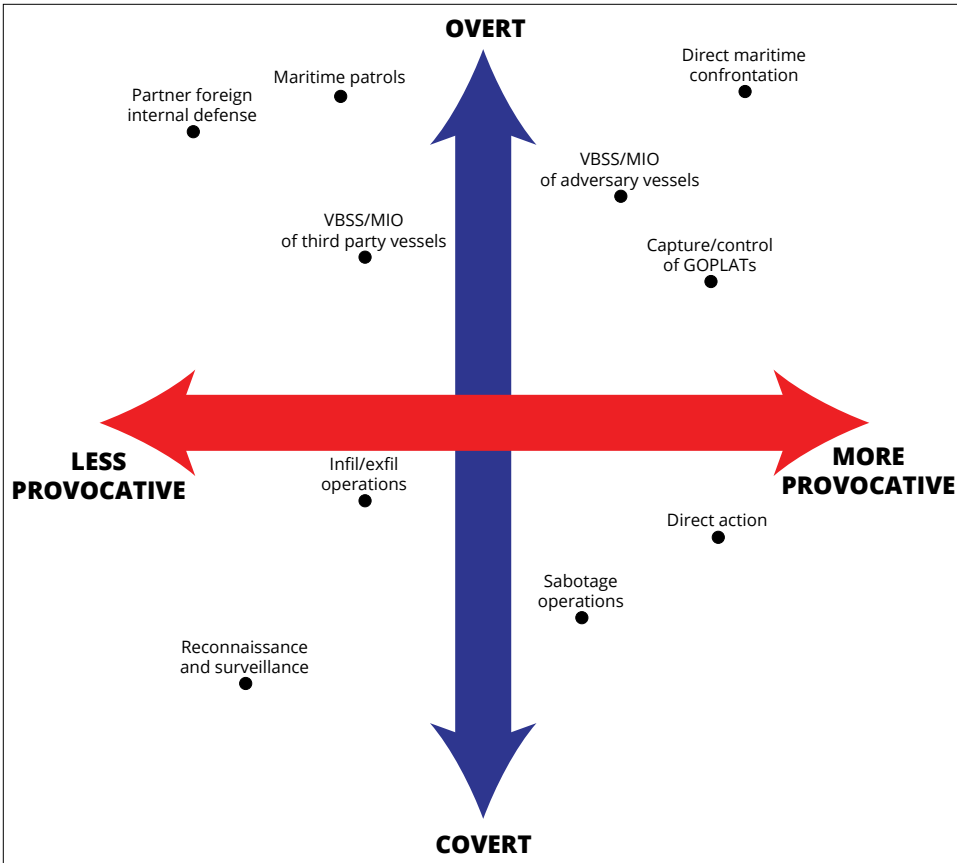 OVERT
Direct maritime
confrontation
Maritime patrols
Partner foreign
internal defense
VBSS/MIO
of adversary vessels
VBSS/MIO
of third party vessels
Capture/control
of GOPLATs
LESS
PROVOCATIVE
MORE
PROVOCATIVE
Infil/exfil
operations
Direct action
Sabotage
operations
Reconnaissance
and surveillance
COVERT